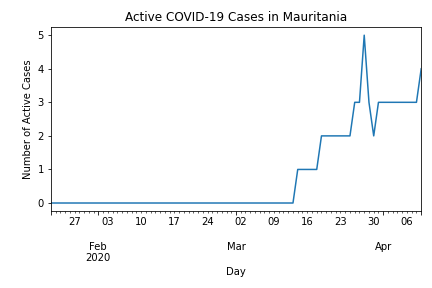 Active COVID-19 Cases in Mauritania
Number of Active Cases
5
4
3
2
1
0
27 03 10 17 24 02 09 16 23 30 06
Feb Mar Apr
2020
Day